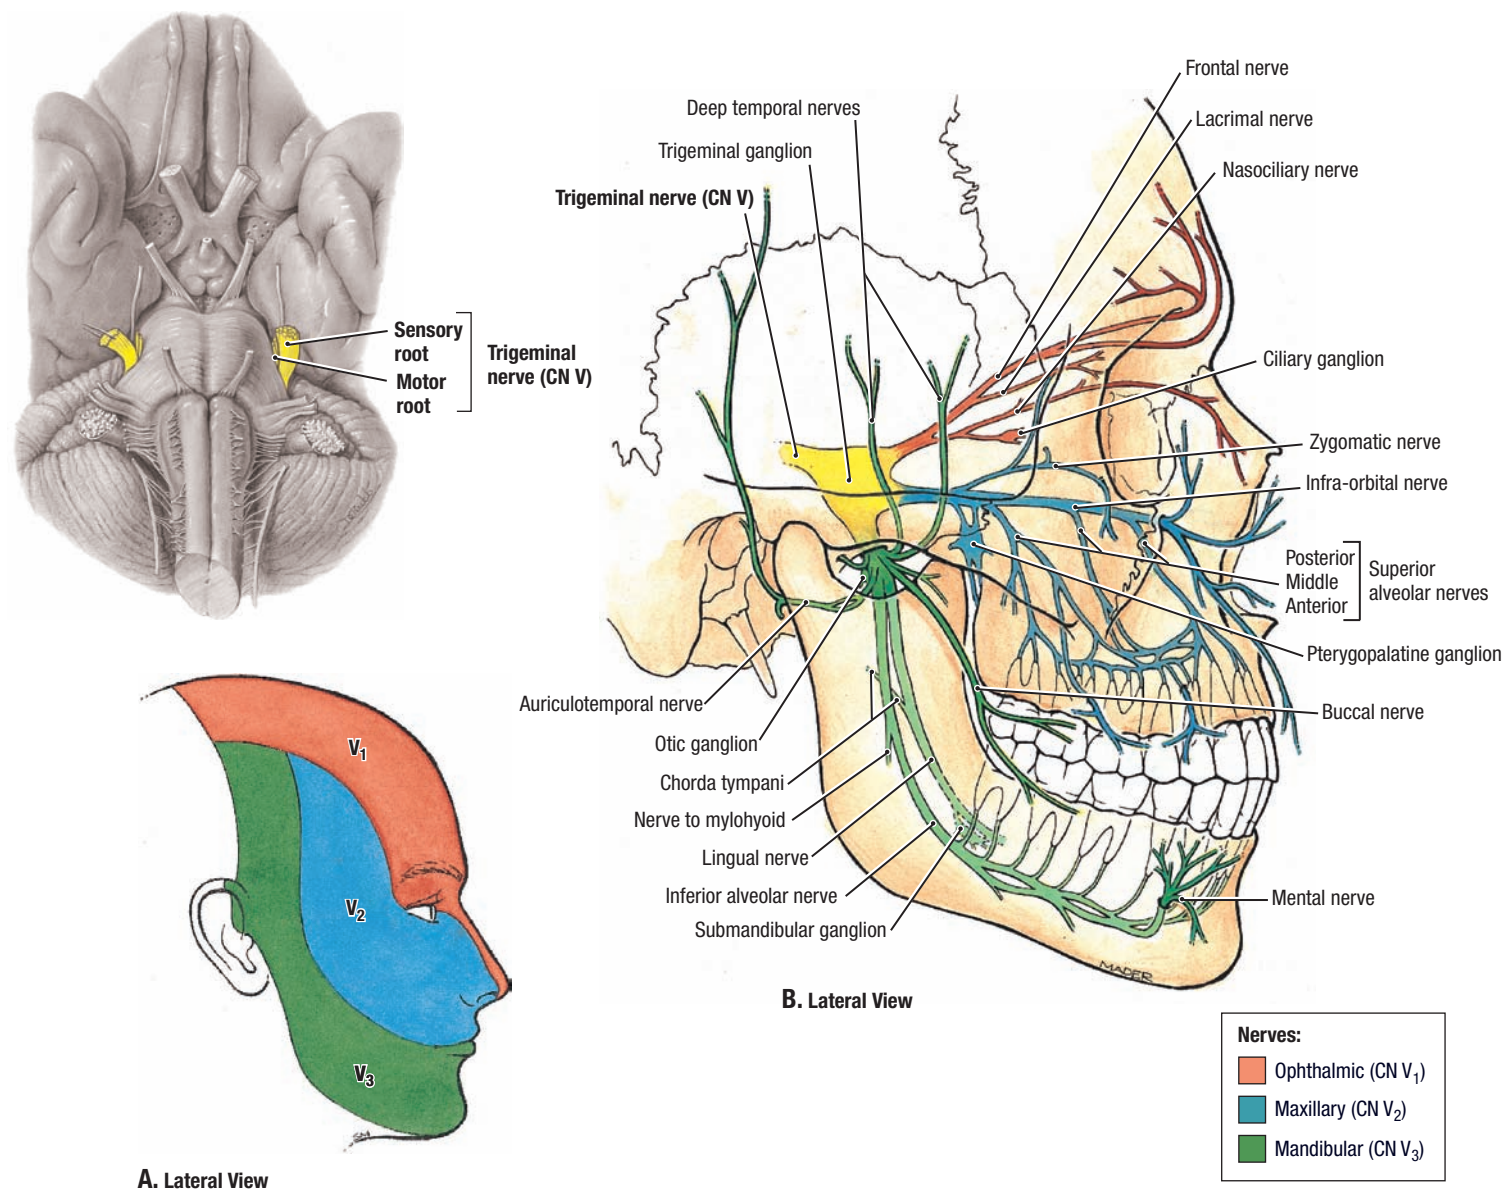 Sensory
root
Motor
root
Trigeminal
nerve (CN V)
V1
V2
V3
SM
A. Lateral View
Frontal nerve
Lacrimal nerve
Nasociliary nerve
Deep temporal nerves
Trigeminal ganglion
Trigeminal nerve (CN V)
Ciliary ganglion
Zygomatic nerve
Infra-orbital nerve
Posterior
Middle
Anterior
Superior
alveolar nerves
Pterygopalatine ganglion
Buccal nerve
Mental nerve
Auriculotemporal nerve
Otic ganglion
Chorda tympani
Nerve to mylohyoid
Lingual nerve
Inferior alveolar nerve
Submandibular ganglion
MADER
B. Lateral View
Nerves:
Ophthalmic (CN V1)
Maxillary (CN V2)
Mandibular (CN V3)